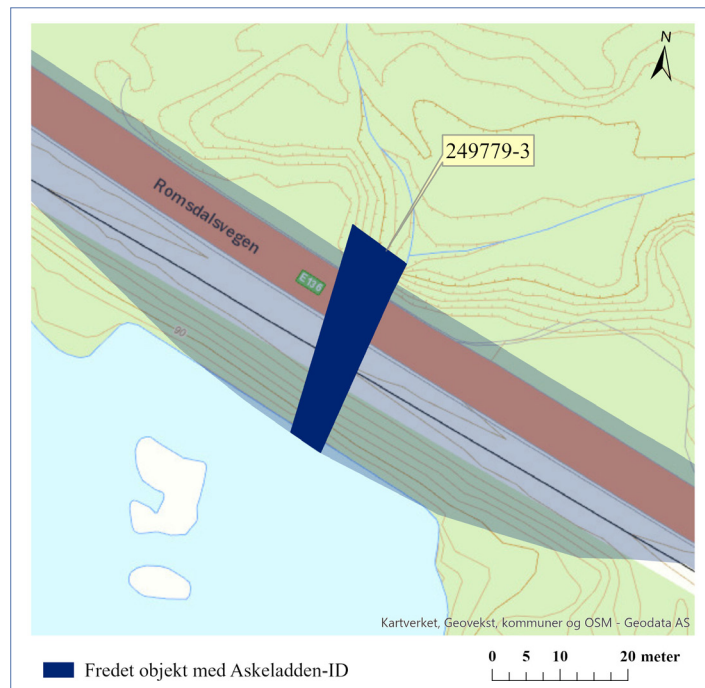 N
249779-3
Romsdalsvegen
E136
90
Kartverket, Geovekst, kommuner og OSM - Geodata AS
Fredet objekt med Askeladden-ID
0 5 10 20 meter